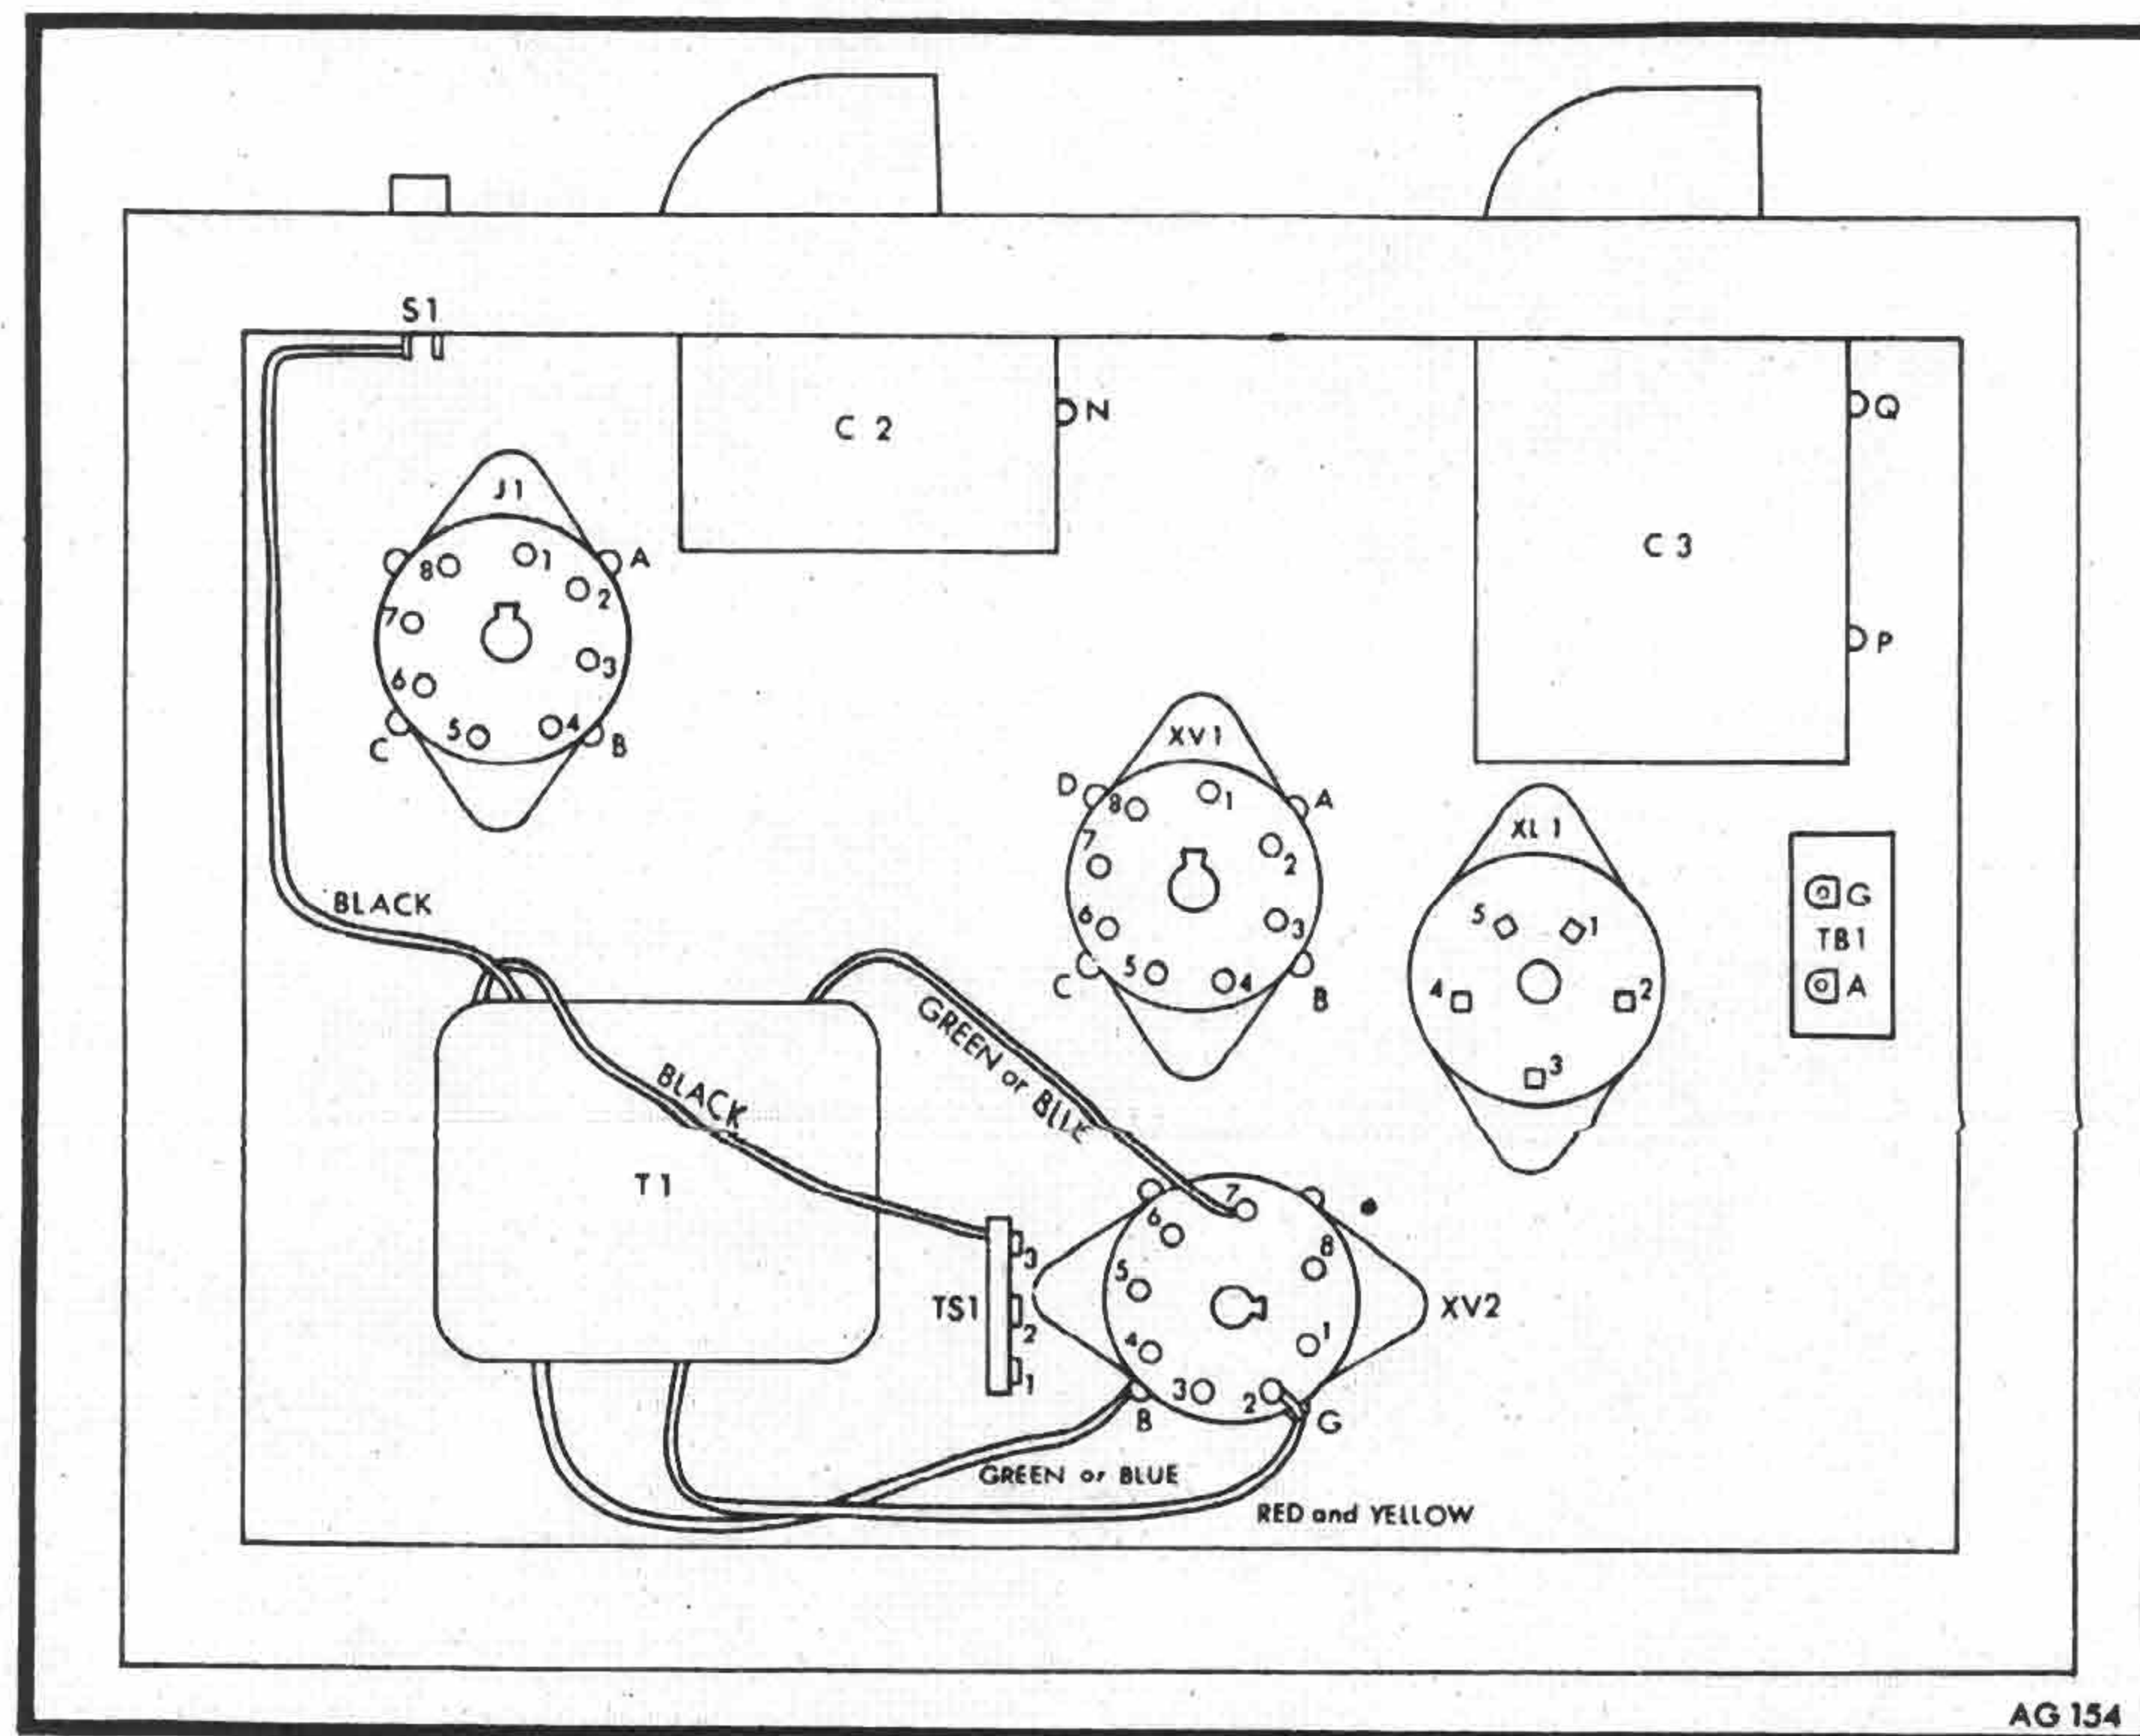 S1
C 2
N
Q
C 3
P
J1
8
1
A
2
7
3
6
5
4
C
B
XV1
D
8
1
A
7
2
6
3
5
4
C
B
XL 1
5
1
4
2
3
G
TB1
A
BLACK
BLACK
GREEN or BLUE
T1
TS1
3
2
1
7
6
8
5
XV2
4
1
3
2
B
G
GREEN or BLUE
RED and YELLOW
AG 154